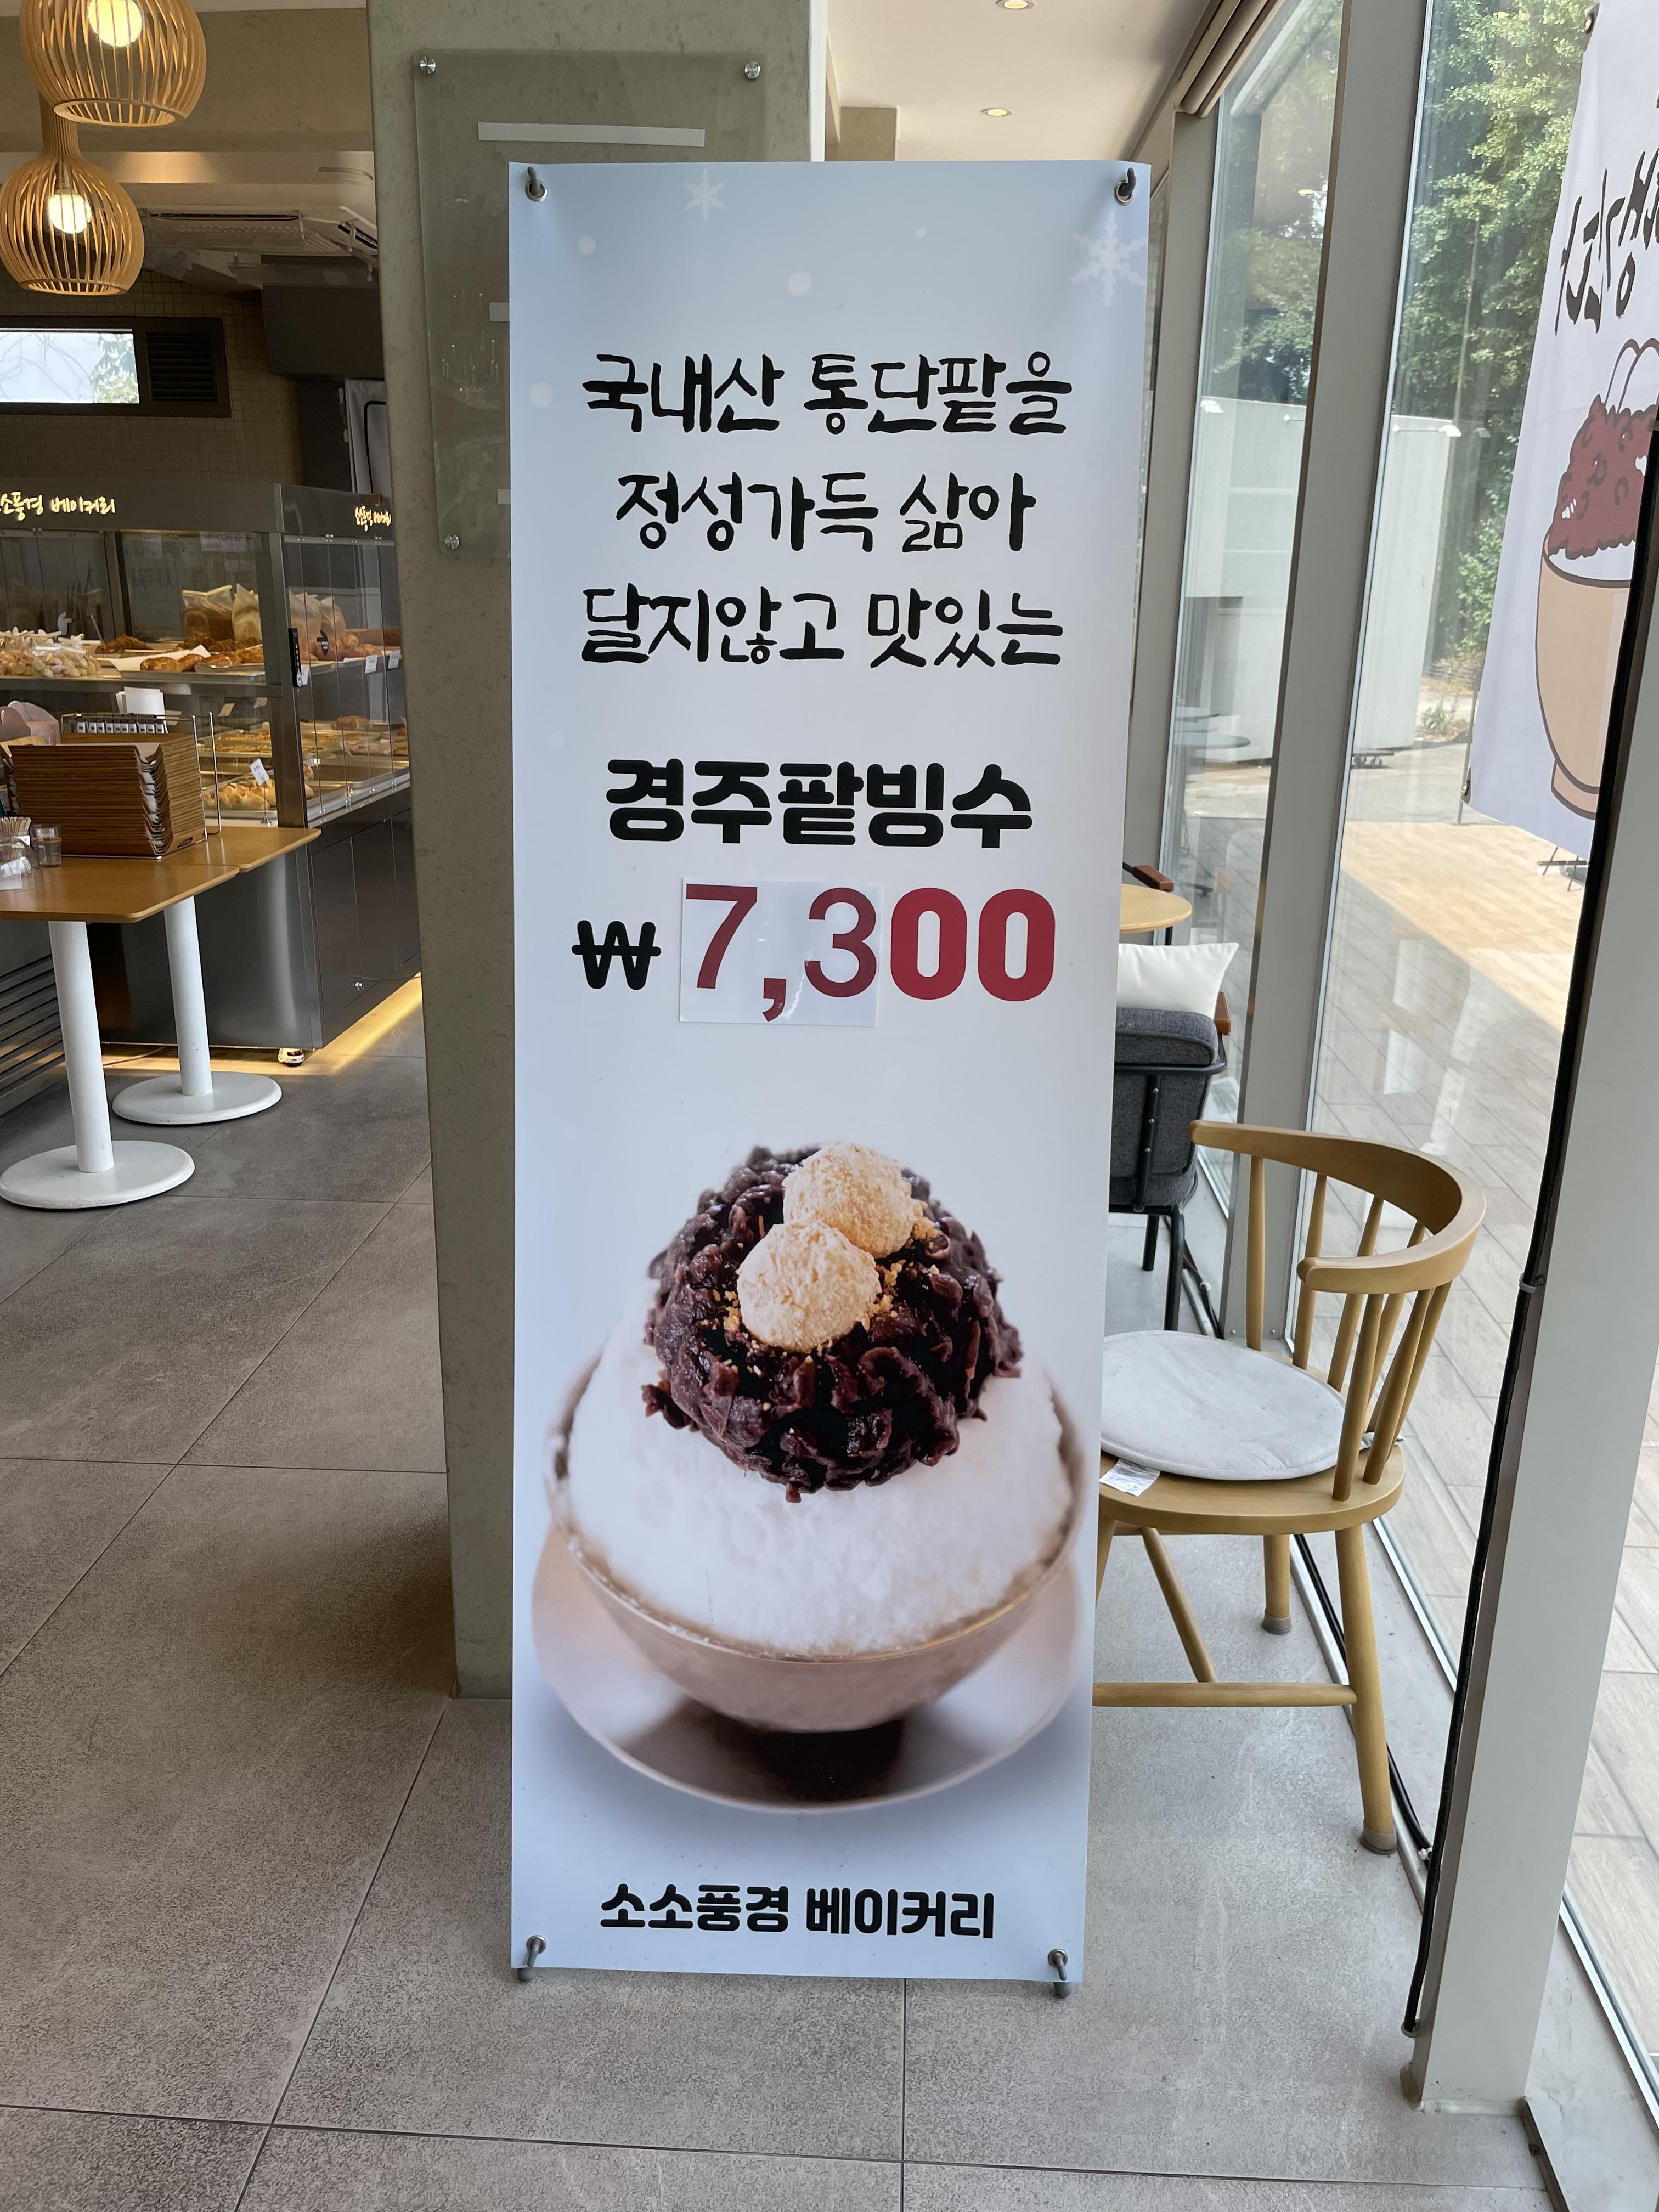 국내산 통단팥을
정성가득 삶아
달지않고 맛있는
경주팥빙수
₩7,300
소소풍경 베이커리
소풍경 베이커리